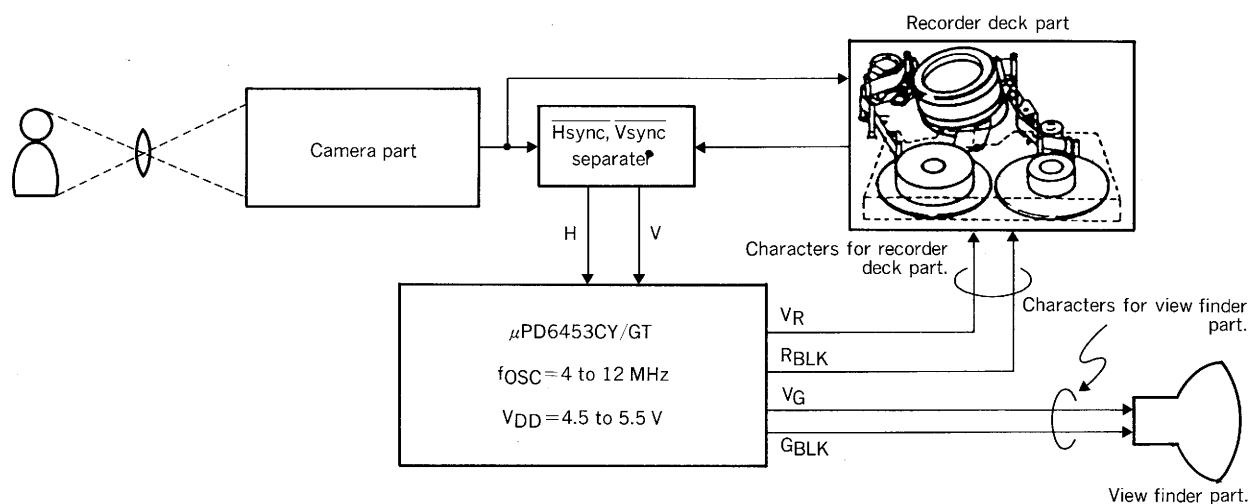 Recorder deck part
Camera part
Hsync, Vsync
separater
H
V
Characters for recorder
deck part.
Characters for view finder
part.
μPD6453CY/GT
fOSC=4 to 12 MHz
VDD=4.5 to 5.5 V
VR
RBLK
VG
GBLK
View finder part.